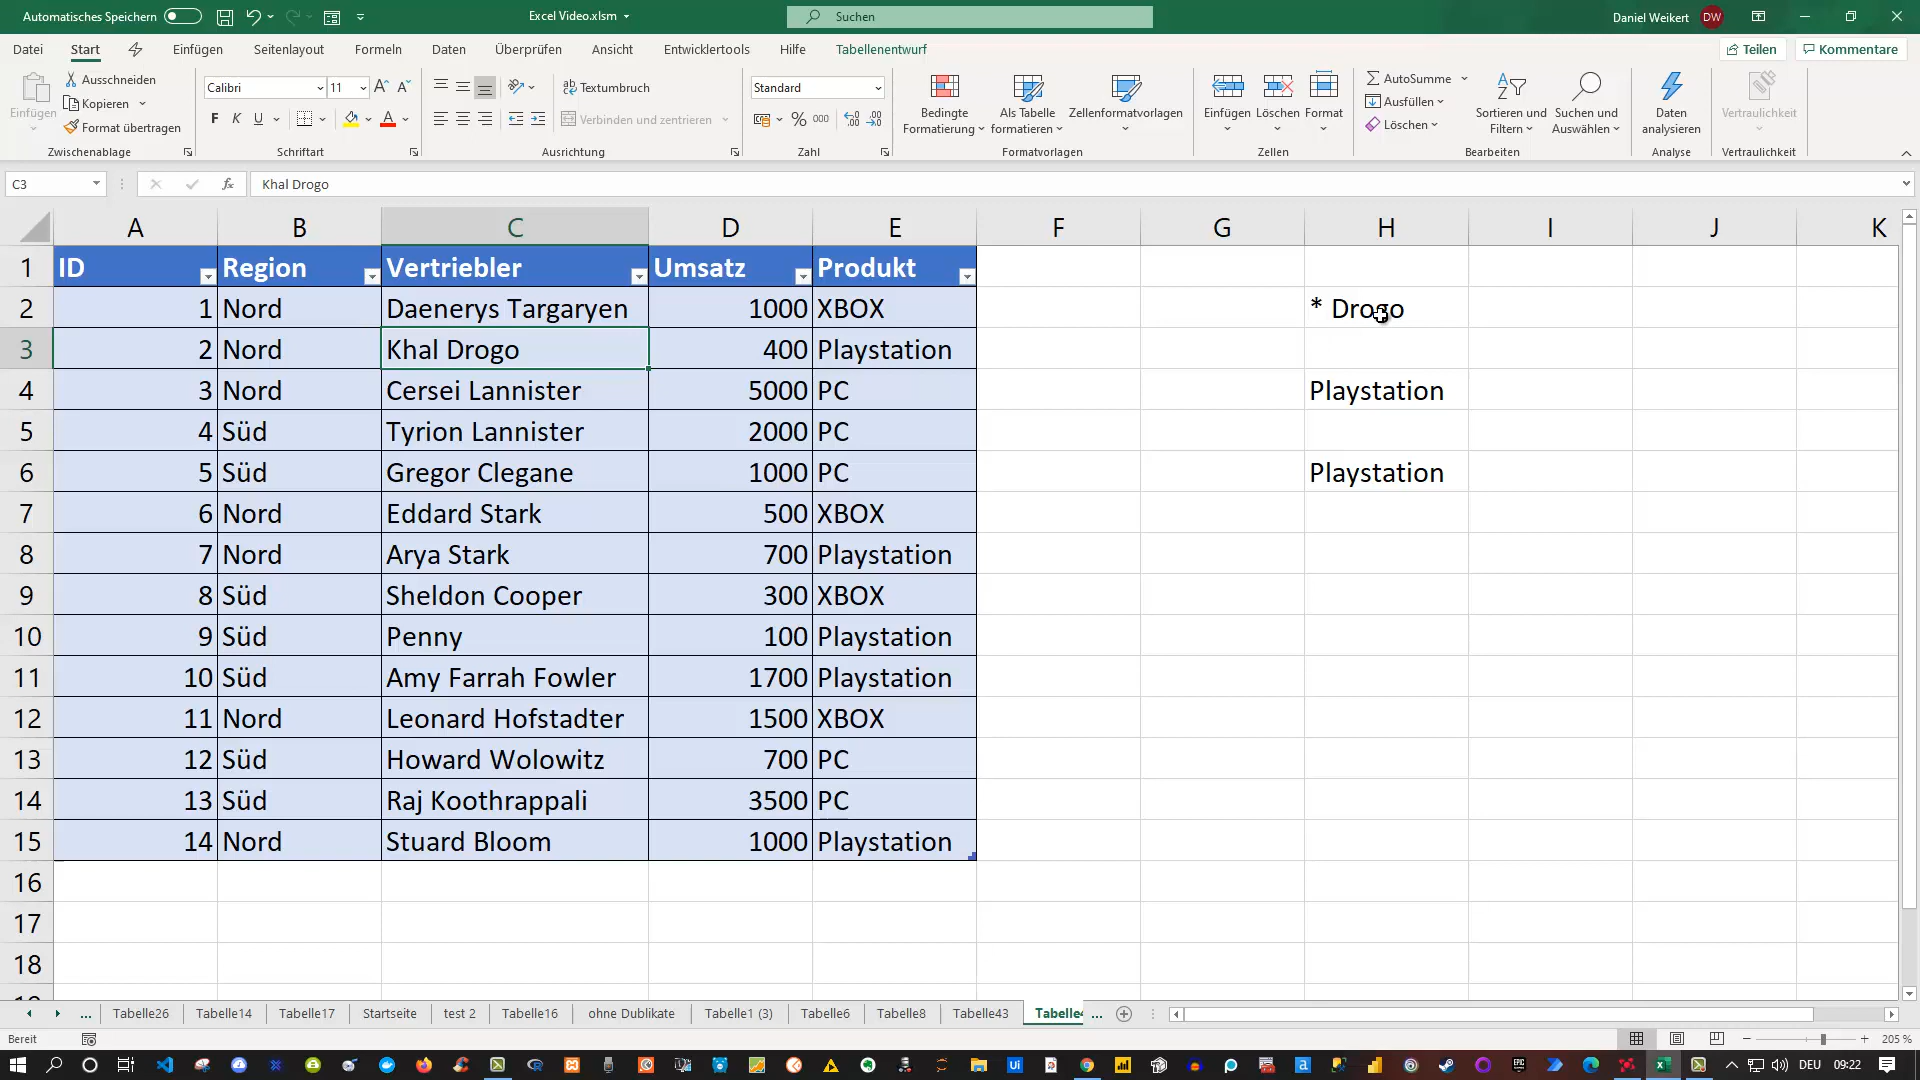 Automatisches Speichern
Excel Video.xlsm
Suchen
Daniel Weikert DW
Datei Start Einfügen Seitenlayout Formeln Daten Überprüfen Ansicht Entwicklertools Hilfe Tabellenentwurf Teilen Kommentare
Einfügen
Ausschneiden
Kopieren
Format übertragen
Zwischenablage
Calibri 11
F K U
Schriftart
Textumbruch
Verbinden und zentrieren
Ausrichtung
Standard
% 000
Zahl
Bedingte Formatierung
Als Tabelle formatieren
Zellenformatvorlagen
Formatvorlagen
Einfügen Löschen Format
Zellen
AutoSumme
Ausfüllen
Löschen
Sortieren und Filtern
Suchen und Auswählen
Bearbeiten
Daten analysieren
Analyse
Vertraulichkeit
Vertraulichkeit
C3 fx Khal Drogo
A B C D E F G H I J K
1 ID Region Vertriebler Umsatz Produkt
2 1 Nord Daenerys Targaryen 1000 XBOX * Drogo
3 2 Nord Khal Drogo 400 Playstation
4 3 Nord Cersei Lannister 5000 PC Playstation
5 4 Süd Tyrion Lannister 2000 PC
6 5 Süd Gregor Clegane 1000 PC Playstation
7 6 Nord Eddard Stark 500 XBOX
8 7 Nord Arya Stark 700 Playstation
9 8 Süd Sheldon Cooper 300 XBOX
10 9 Süd Penny 100 Playstation
11 10 Süd Amy Farrah Fowler 1700 Playstation
12 11 Nord Leonard Hofstadter 1500 XBOX
13 12 Süd Howard Wolowitz 700 PC
14 13 Süd Raj Koothrappali 3500 PC
15 14 Nord Stuard Bloom 1000 Playstation
16
17
18
... Tabelle26 Tabelle14 Tabelle17 Startseite test 2 Tabelle16 ohne Dublikate Tabelle1 (3) Tabelle6 Tabelle8 Tabelle43 Tabelle4 ...
Bereit 205 %
DEU 09:22